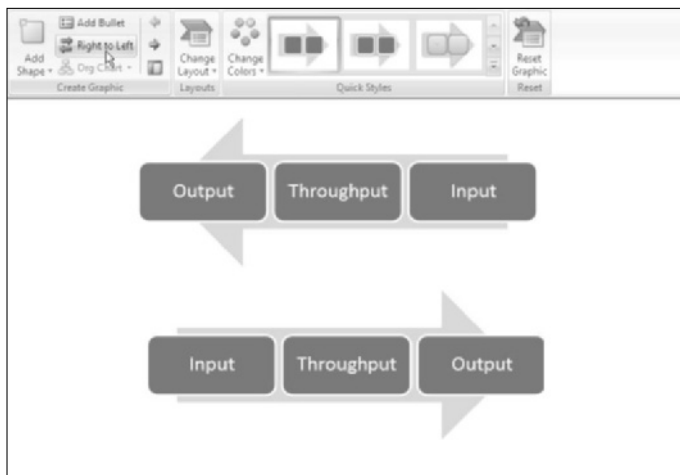 Add Shape
Add Bullet
Right to Left
Org Chart
Create Graphic
Change Layout
Layouts
Change Colors
Quick Styles
Reset Graphic
Reset
Output Throughput Input
Input Throughput Output